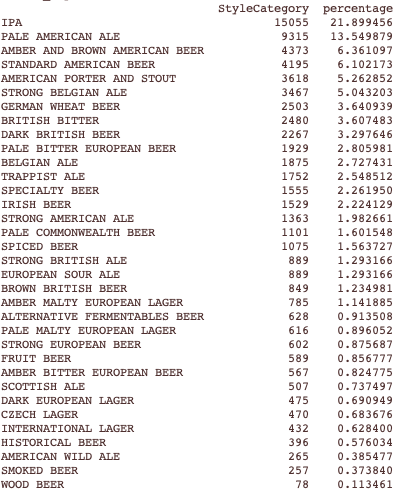 StyleCategory percentage
IPA 15055 21.899456
PALE AMERICAN ALE 9315 13.549879
AMBER AND BROWN AMERICAN BEER 4373 6.361097
STANDARD AMERICAN BEER 4195 6.102173
AMERICAN PORTER AND STOUT 3618 5.262852
STRONG BELGIAN ALE 3467 5.043203
GERMAN WHEAT BEER 2503 3.640939
BRITISH BITTER 2480 3.607483
DARK BRITISH BEER 2267 3.297646
PALE BITTER EUROPEAN BEER 1929 2.805981
BELGIAN ALE 1875 2.727431
TRAPPIST ALE 1752 2.548512
SPECIALTY BEER 1555 2.261950
IRISH BEER 1529 2.224129
STRONG AMERICAN ALE 1363 1.982661
PALE COMMONWEALTH BEER 1101 1.601548
SPICED BEER 1075 1.563727
STRONG BRITISH ALE 889 1.293166
EUROPEAN SOUR ALE 889 1.293166
BROWN BRITISH BEER 849 1.234981
AMBER MALTY EUROPEAN LAGER 785 1.141885
ALTERNATIVE FERMENTABLES BEER 628 0.913508
PALE MALTY EUROPEAN LAGER 616 0.896052
STRONG EUROPEAN BEER 602 0.875687
FRUIT BEER 589 0.856777
AMBER BITTER EUROPEAN BEER 567 0.824775
SCOTTISH ALE 507 0.737497
DARK EUROPEAN LAGER 475 0.690949
CZECH LAGER 470 0.683676
INTERNATIONAL LAGER 432 0.628400
HISTORICAL BEER 396 0.576034
AMERICAN WILD ALE 265 0.385477
SMOKED BEER 257 0.373840
WOOD BEER 78 0.113461